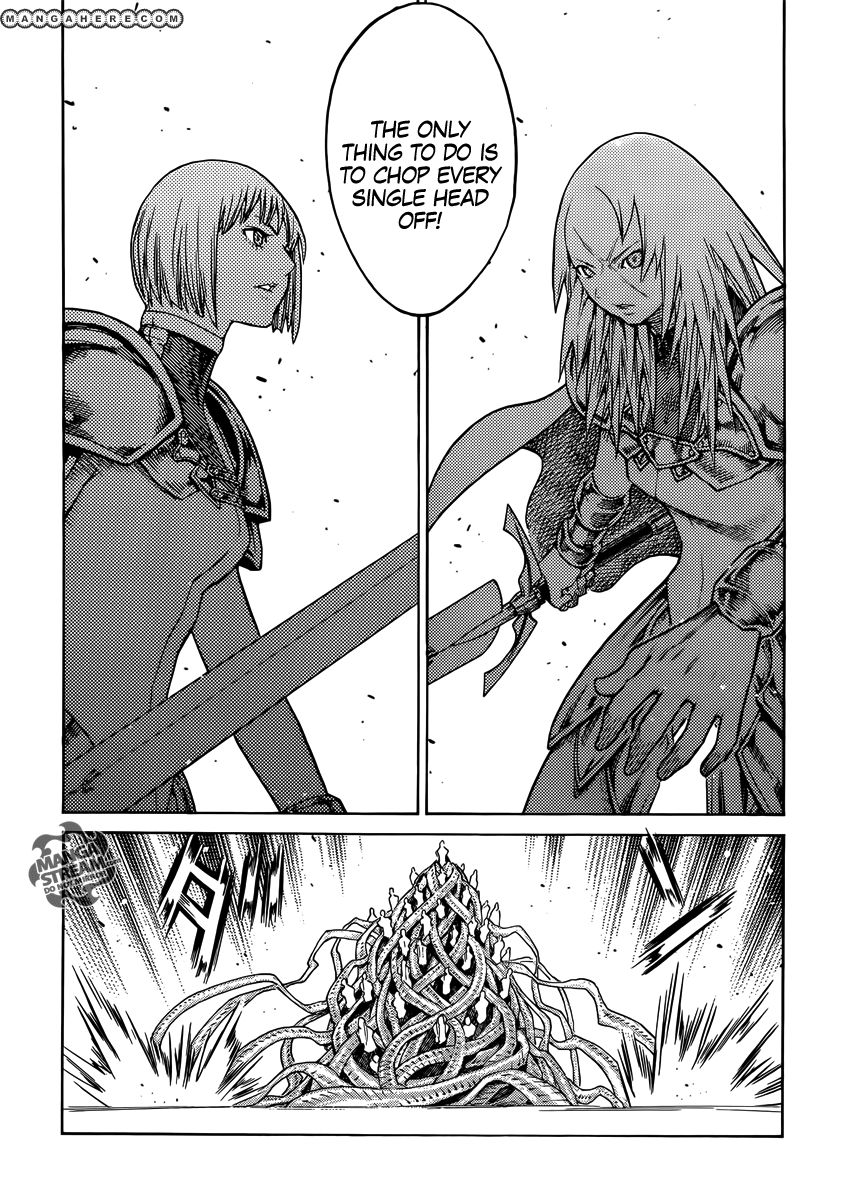 MANGAHERE.COM
THE ONLY
THING TO DO IS
TO CHOP EVERY
SINGLE HEAD
OFF!
MANGA
STREAM